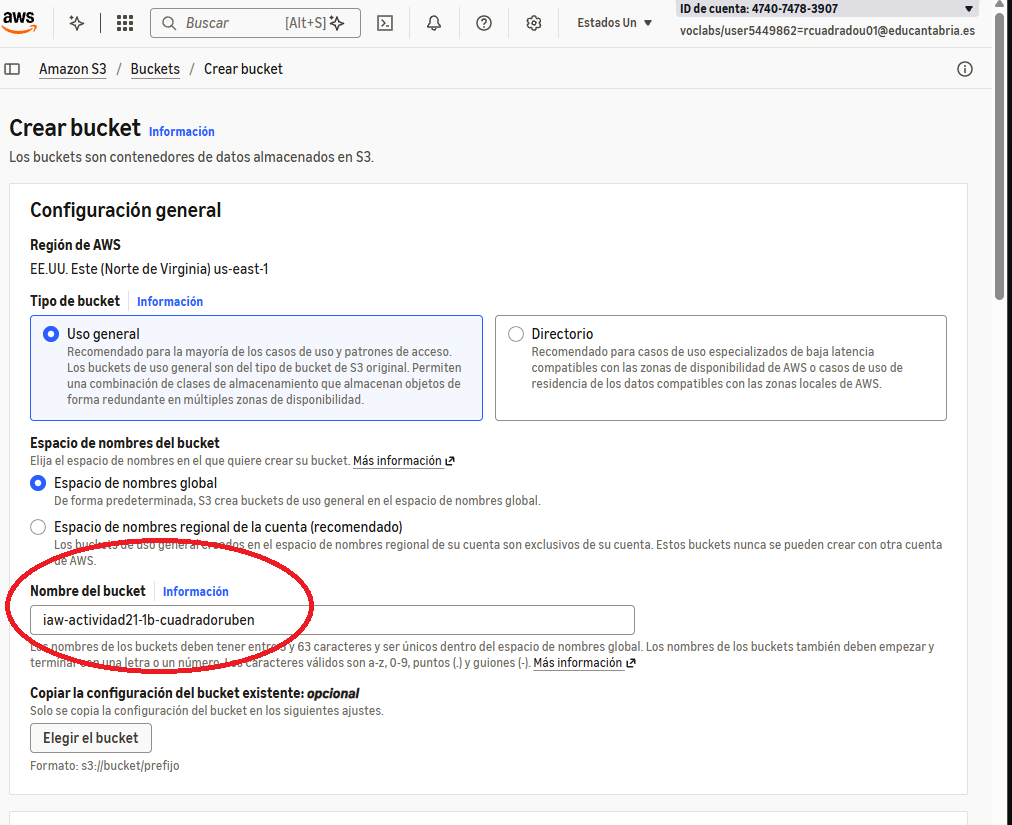 aws
Buscar [Alt+S]
Estados Un
ID de cuenta: 4740-7478-3907
voclabs/user5449862=rcuadradou01@educantabria.es
Amazon S3 / Buckets / Crear bucket
Crear bucket Información
Los buckets son contenedores de datos almacenados en S3.
Configuración general
Región de AWS
EE.UU. Este (Norte de Virginia) us-east-1
Tipo de bucket Información
Uso general
Recomendado para la mayoría de los casos de uso y patrones de acceso.
Los buckets de uso general son del tipo de bucket de S3 original. Permiten
una combinación de clases de almacenamiento que almacenan objetos de
forma redundante en múltiples zonas de disponibilidad.
Directorio
Recomendado para casos de uso especializados de baja latencia
compatibles con las zonas de disponibilidad de AWS o casos de uso de
residencia de los datos compatibles con las zonas locales de AWS.
Espacio de nombres del bucket
Elija el espacio de nombres en el que quiere crear su bucket. Más información
Espacio de nombres global
De forma predeterminada, S3 crea buckets de uso general en el espacio de nombres global.
Espacio de nombres regional de la cuenta (recomendado)
Los buckets de uso general creados en el espacio de nombres regional de su cuenta son exclusivos de su cuenta. Estos buckets nunca se pueden crear con otra cuenta
de AWS.
Nombre del bucket Información
iaw-actividad21-1b-cuadradoruben
Los nombres de los buckets deben tener entre 3 y 63 caracteres y ser únicos dentro del espacio de nombres global. Los nombres de los buckets también deben empezar y
terminar con una letra o un número. Los caracteres válidos son a-z, 0-9, puntos (.) y guiones (-). Más información
Copiar la configuración del bucket existente: opcional
Solo se copia la configuración del bucket en los siguientes ajustes.
Elegir el bucket
Formato: s3://bucket/prefijo